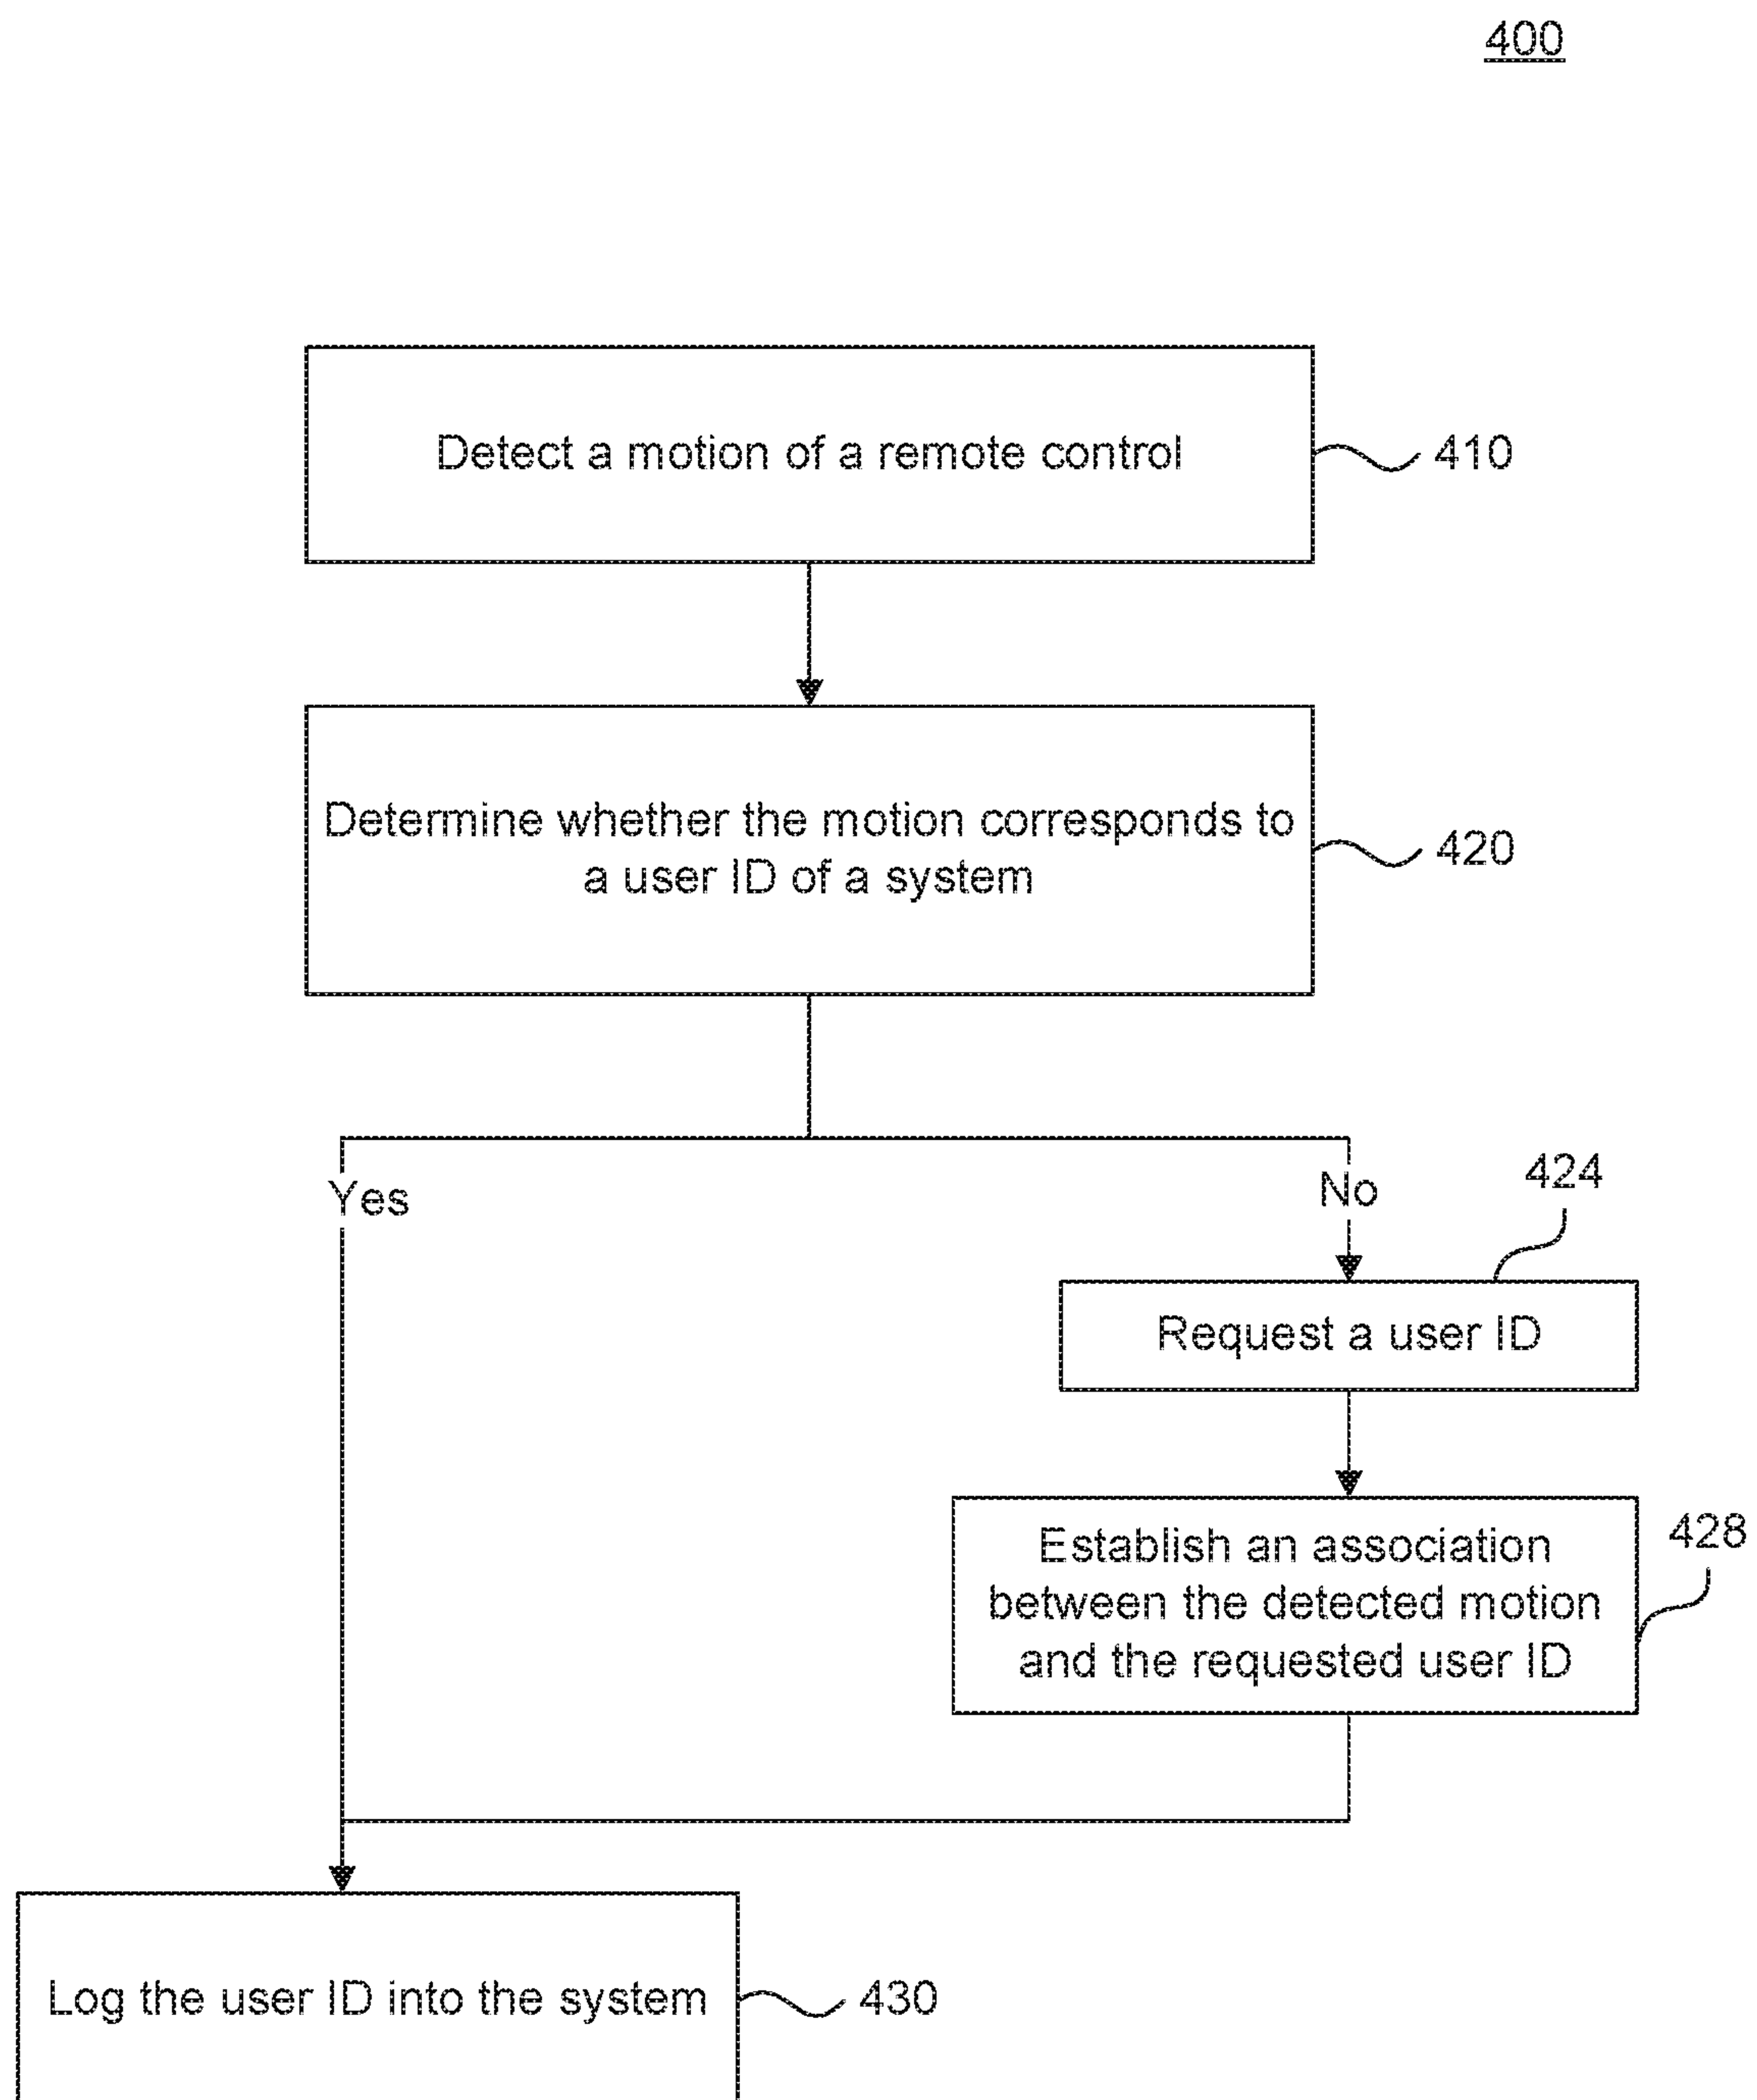 400
Detect a motion of a remote control
410
Determine whether the motion corresponds to
a user ID of a system
420
Yes
No
424
Request a user ID
Establish an association
between the detected motion
and the requested user ID
428
Log the user ID into the system
430